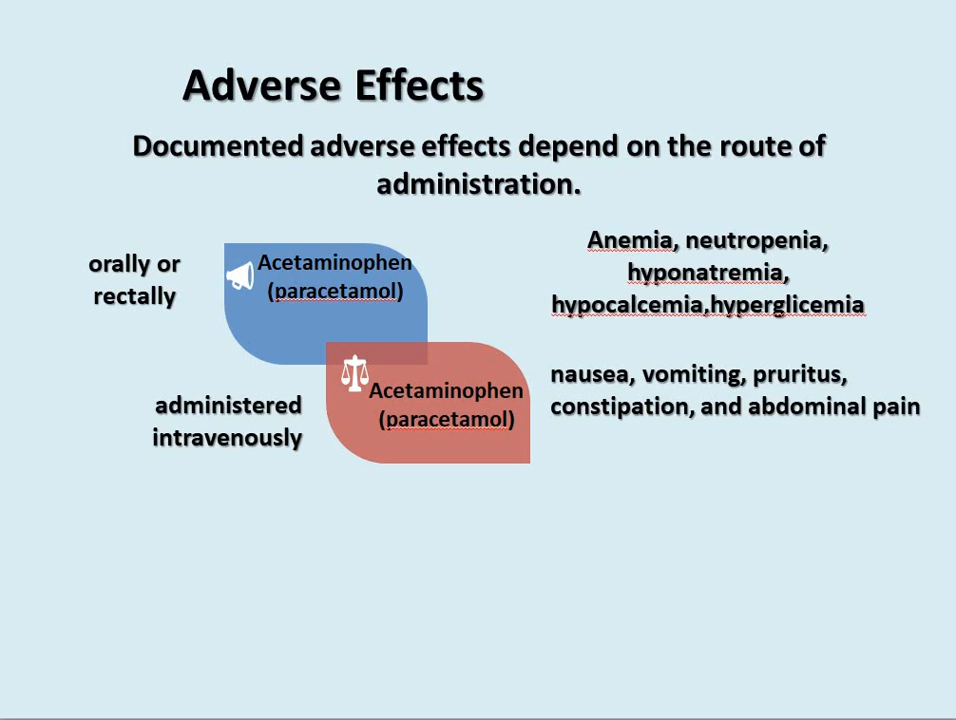 Adverse Effects
Documented adverse effects depend on the route of
administration.
orally or
rectally
Acetaminophen
(paracetamol)
Anemia, neutropenia,
hyponatremia,
hypocalcemia,hyperglicemia
administered
intravenously
Acetaminophen
(paracetamol)
nausea, vomiting, pruritus,
constipation, and abdominal pain